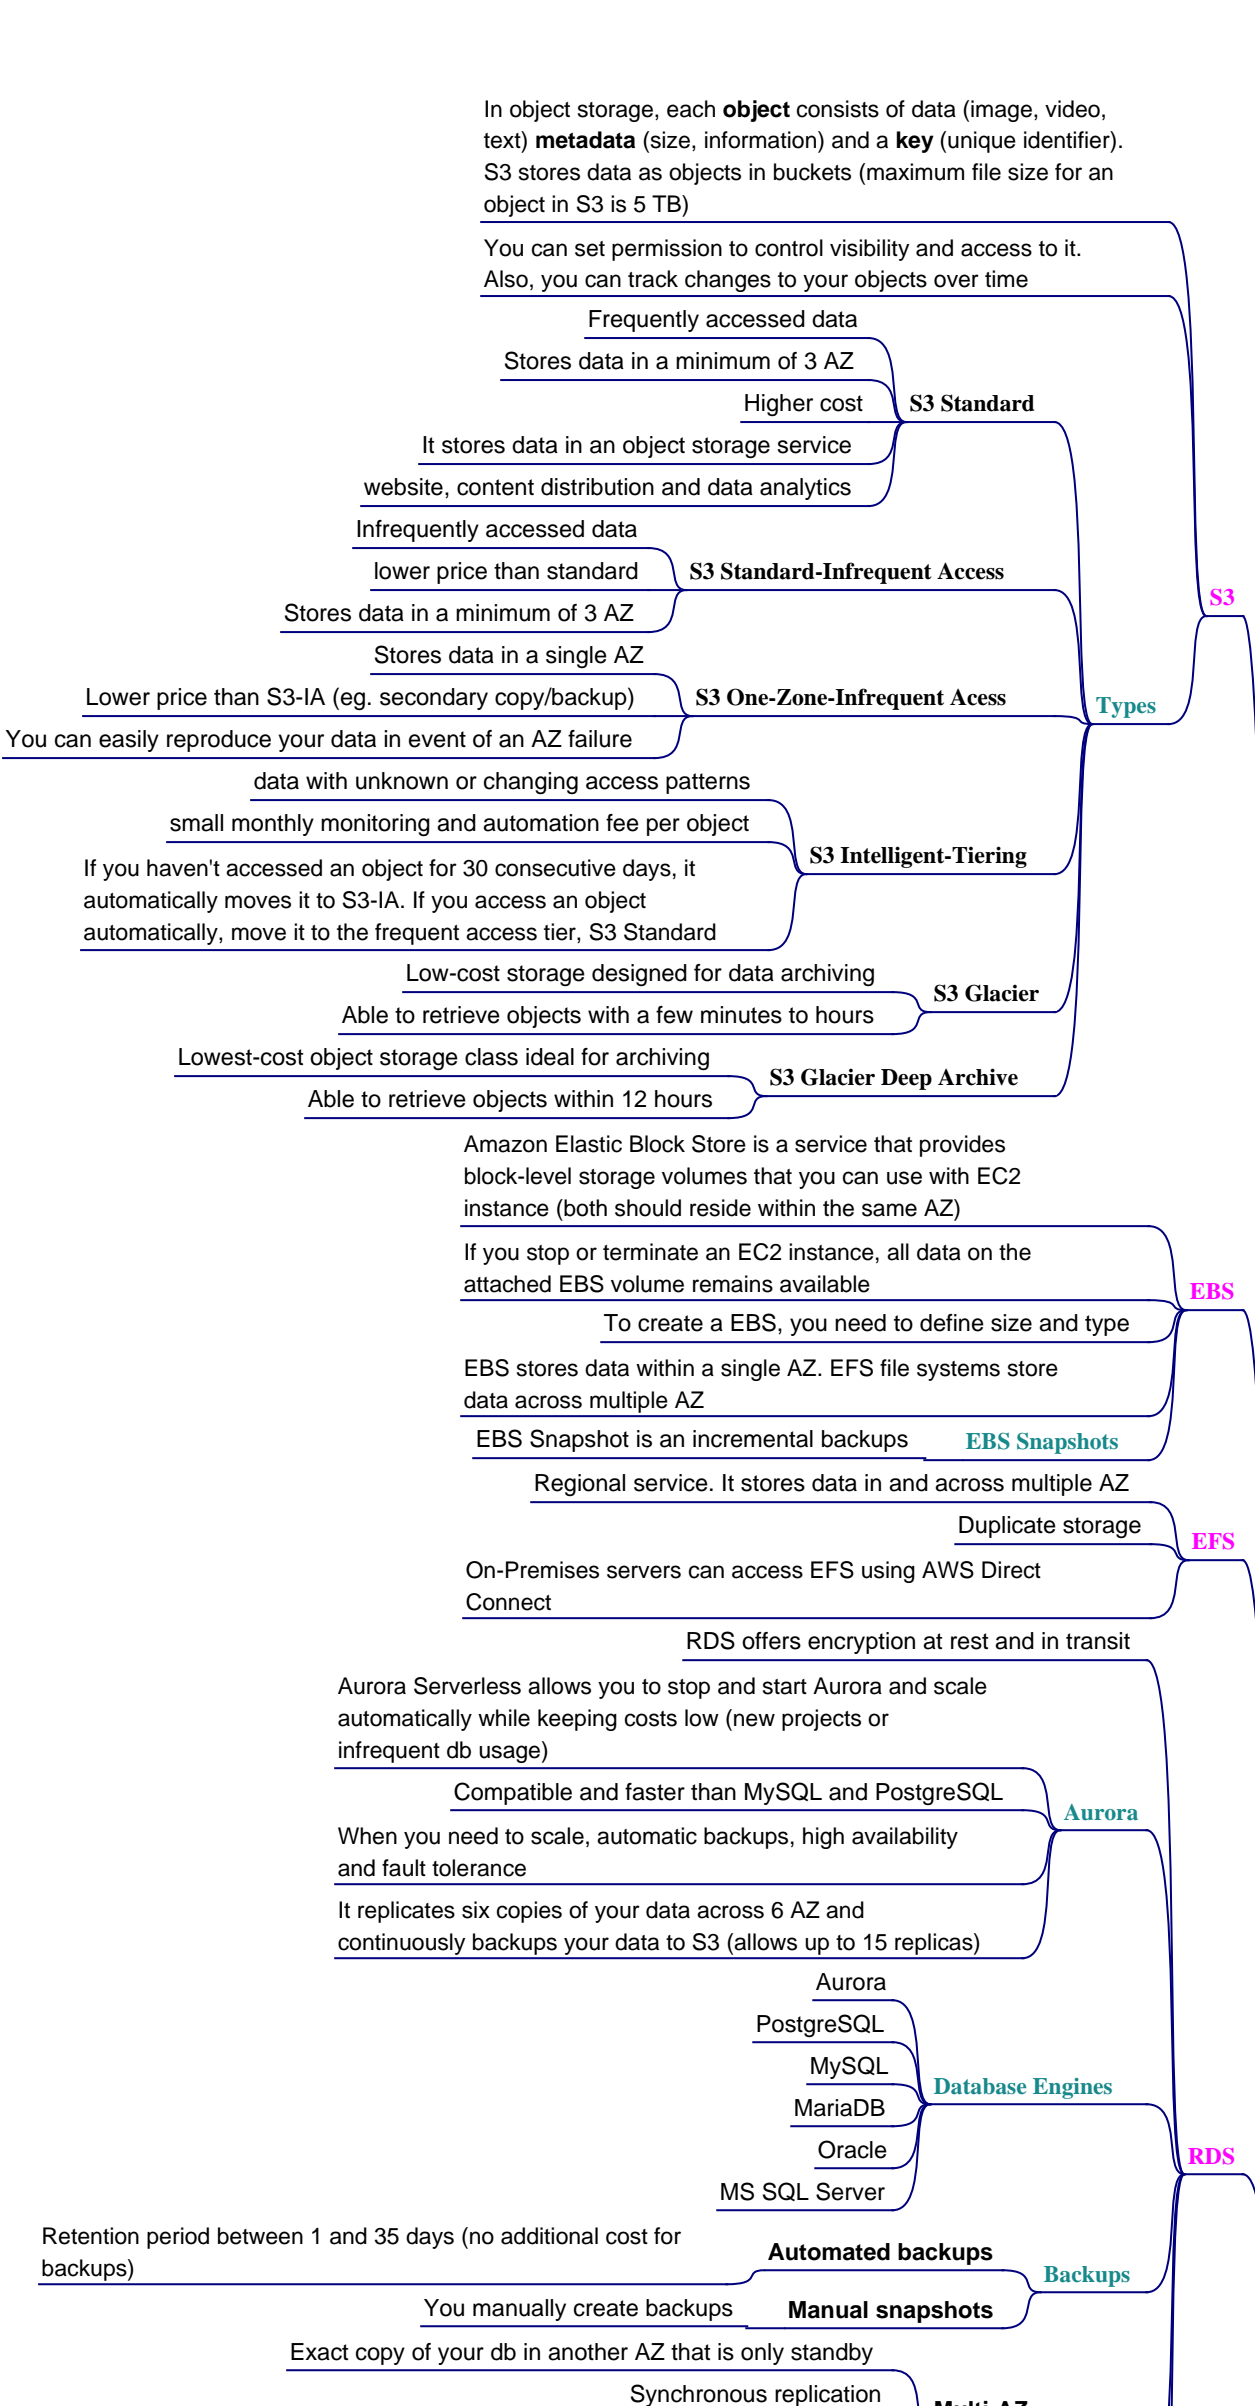 In object storage, each object consists of data (image, video,
text) metadata (size, information) and a key (unique identifier).
S3 stores data as objects in buckets (maximum file size for an
object in S3 is 5 TB)
You can set permission to control visibility and access to it.
Also, you can track changes to your objects over time
Frequently accessed data
Stores data in a minimum of 3 AZ
Higher cost
S3 Standard
It stores data in an object storage service
website, content distribution and data analytics
Infrequently accessed data
lower price than standard
S3 Standard-Infrequent Access
Stores data in a minimum of 3 AZ
S3
Stores data in a single AZ
Lower price than S3-IA (eg. secondary copy/backup)
S3 One-Zone-Infrequent Acess
Types
You can easily reproduce your data in event of an AZ failure
data with unknown or changing access patterns
small monthly monitoring and automation fee per object
S3 Intelligent-Tiering
If you haven't accessed an object for 30 consecutive days, it
automatically moves it to S3-IA. If you access an object
automatically, move it to the frequent access tier, S3 Standard
Low-cost storage designed for data archiving
S3 Glacier
Able to retrieve objects with a few minutes to hours
Lowest-cost object storage class ideal for archiving
S3 Glacier Deep Archive
Able to retrieve objects within 12 hours
Amazon Elastic Block Store is a service that provides
block-level storage volumes that you can use with EC2
instance (both should reside within the same AZ)
If you stop or terminate an EC2 instance, all data on the
attached EBS volume remains available
EBS
To create a EBS, you need to define size and type
EBS stores data within a single AZ. EFS file systems store
data across multiple AZ
EBS Snapshot is an incremental backups
EBS Snapshots
Regional service. It stores data in and across multiple AZ
Duplicate storage
EFS
On-Premises servers can access EFS using AWS Direct
Connect
RDS offers encryption at rest and in transit
Aurora Serverless allows you to stop and start Aurora and scale
automatically while keeping costs low (new projects or
infrequent db usage)
Compatible and faster than MySQL and PostgreSQL
Aurora
When you need to scale, automatic backups, high availability
and fault tolerance
It replicates six copies of your data across 6 AZ and
continuously backups your data to S3 (allows up to 15 replicas)
Aurora
PostgreSQL
MySQL
Database Engines
MariaDB
Oracle
RDS
MS SQL Server
Retention period between 1 and 35 days (no additional cost for
backups)
Automated backups
Backups
You manually create backups
Manual snapshots
Exact copy of your db in another AZ that is only standby
Synchronous replication
Multi-AZ